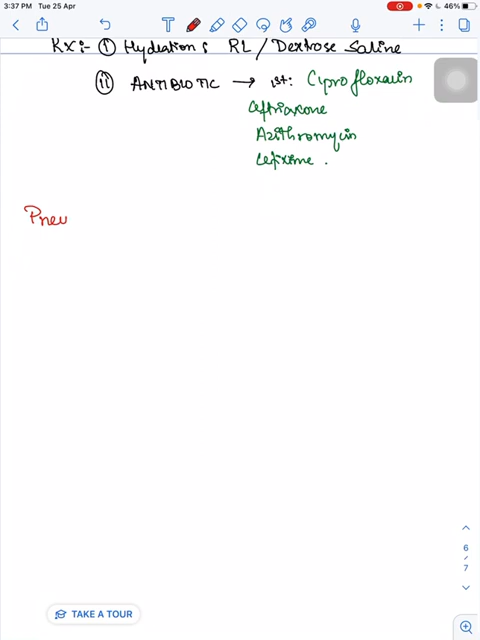 3:37 PM Tue 25 Apr 46%
Rx:- (i) Hydration: RL / Dextrose Saline
(ii) ANTIBIOTIC → 1st: Ciprofloxacin
Ceftriaxone
Azithromycin
Cefixime.
Pneu
6
/
7
TAKE A TOUR